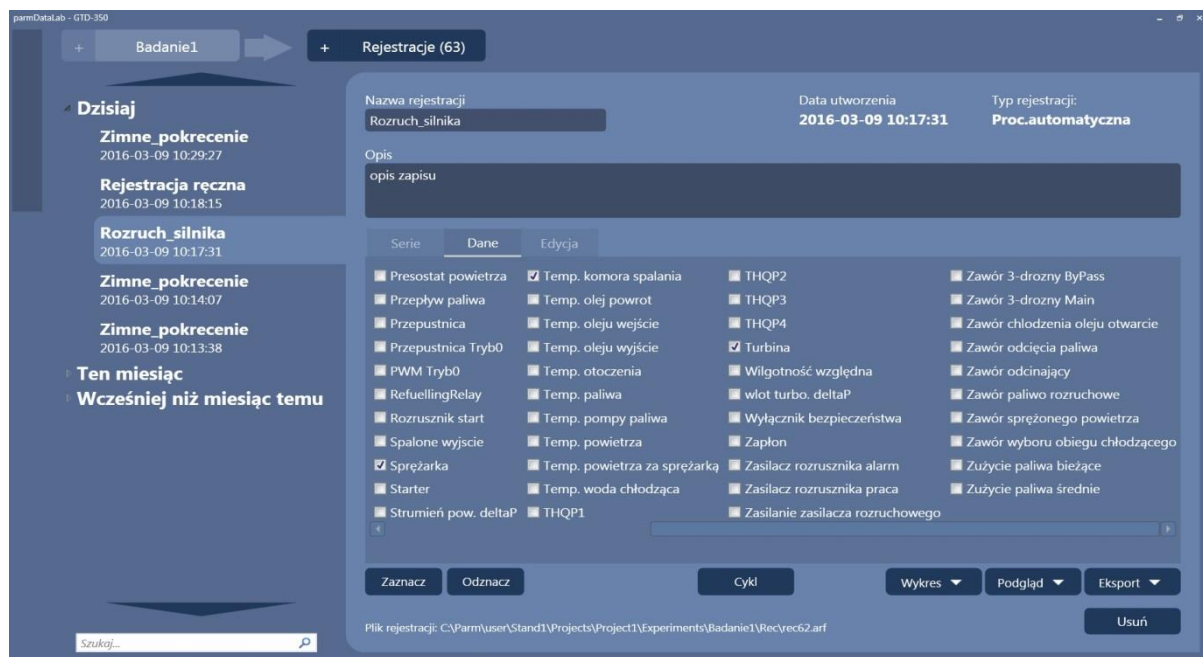 parmDataLab - GTD-350
+ Badanie1
+ Rejestracje (63)
Dzisiaj
Zimne_pokrecenie
2016-03-09 10:29:27
Rejestracja ręczna
2016-03-09 10:18:15
Rozruch_silnika
2016-03-09 10:17:31
Zimne_pokrecenie
2016-03-09 10:14:07
Zimne_pokrecenie
2016-03-09 10:13:38
Ten miesiąc
Wcześniej niż miesiąc temu
Szukaj...
Nazwa rejestracji
Rozruch_silnika
Data utworzenia
2016-03-09 10:17:31
Typ rejestracji:
Proc.automatyczna
Opis
opis zapisu
Serie Dane Edycja
Presostat powietrza
Przepływ paliwa
Przepustnica
Przepustnica Tryb0
PWM Tryb0
RefuellingRelay
Rozrusznik start
Spalone wyjscie
Sprężarka
Starter
Strumień pow. deltaP
Temp. komora spalania
Temp. olej powrot
Temp. oleju wejście
Temp. oleju wyjście
Temp. otoczenia
Temp. paliwa
Temp. pompy paliwa
Temp. powietrza
Temp. powietrza za sprężarką
Temp. woda chłodząca
THQP1
THQP2
THQP3
THQP4
Turbina
Wilgotność względna
wlot turbo. deltaP
Wyłącznik bezpieczeństwa
Zapłon
Zasilacz rozrusznika alarm
Zasilacz rozrusznika praca
Zasilanie zasilacza rozruchowego
Zawór 3-drozny ByPass
Zawór 3-drozny Main
Zawór chlodzenia oleju otwarcie
Zawór odcięcia paliwa
Zawór odcinający
Zawór paliwo rozruchowe
Zawór sprężonego powietrza
Zawór wyboru obiegu chłodzącego
Zużycie paliwa bieżące
Zużycie paliwa średnie
Zaznacz Odznacz Cykl Wykres Podgląd Eksport
Plik rejestracji: C:\Parm\user\Stand1\Projects\Project1\Experiments\Badanie1\Rec\rec62.arf
Usuń